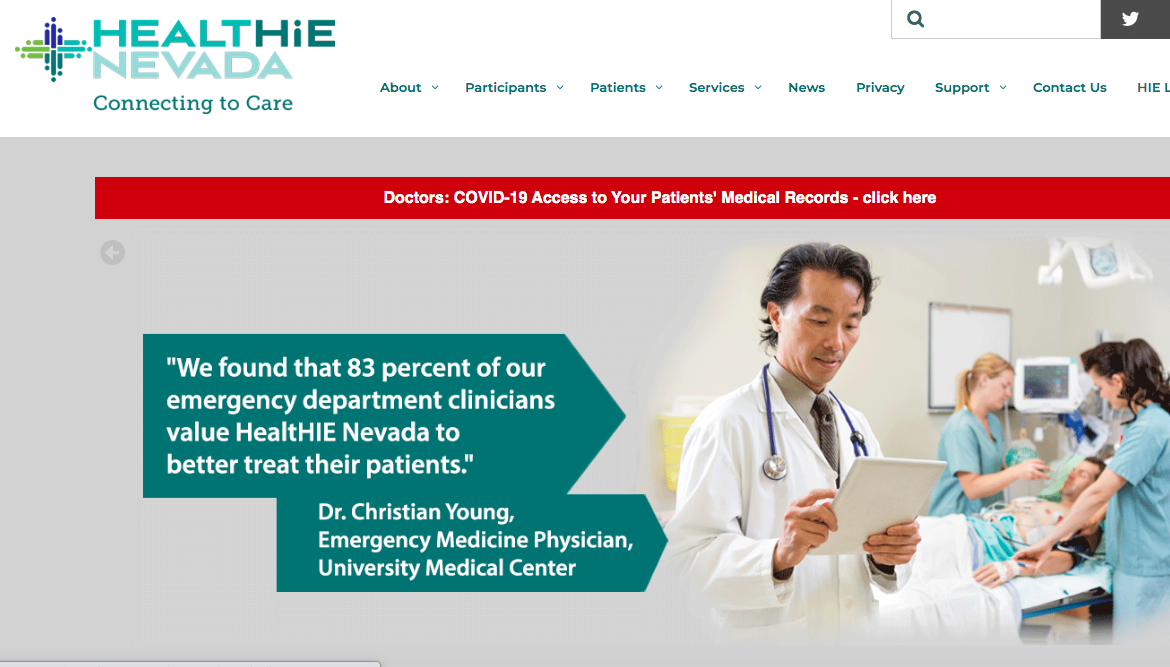 HEALTHiE
NEVADA
Connecting to Care
About Participants Patients Services News Privacy Support Contact Us HIE L
Doctors: COVID-19 Access to Your Patients' Medical Records - click here
"We found that 83 percent of our
emergency department clinicians
value HealtHIE Nevada to
better treat their patients."
Dr. Christian Young,
Emergency Medicine Physician,
University Medical Center